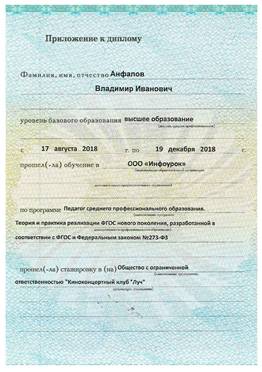 Приложение к диплому
Фамилия, имя, отчество Анфалов
Владимир Иванович
уровень базового образования высшее образование
с 17 августа 2018 г. по 19 декабря 2018 г.
прошел(-ла) обучение в ООО «Инфоурок»
по программе Педагог среднего профессионального образования.
Теория и практика реализации ФГОС нового поколения, разработанной в
соответствии с ФГОС и Федеральным законом №273-ФЗ
прошел(-ла) стажировку в (на) Общество с ограниченной
ответственностью "Киноконцертный клуб "Луч"